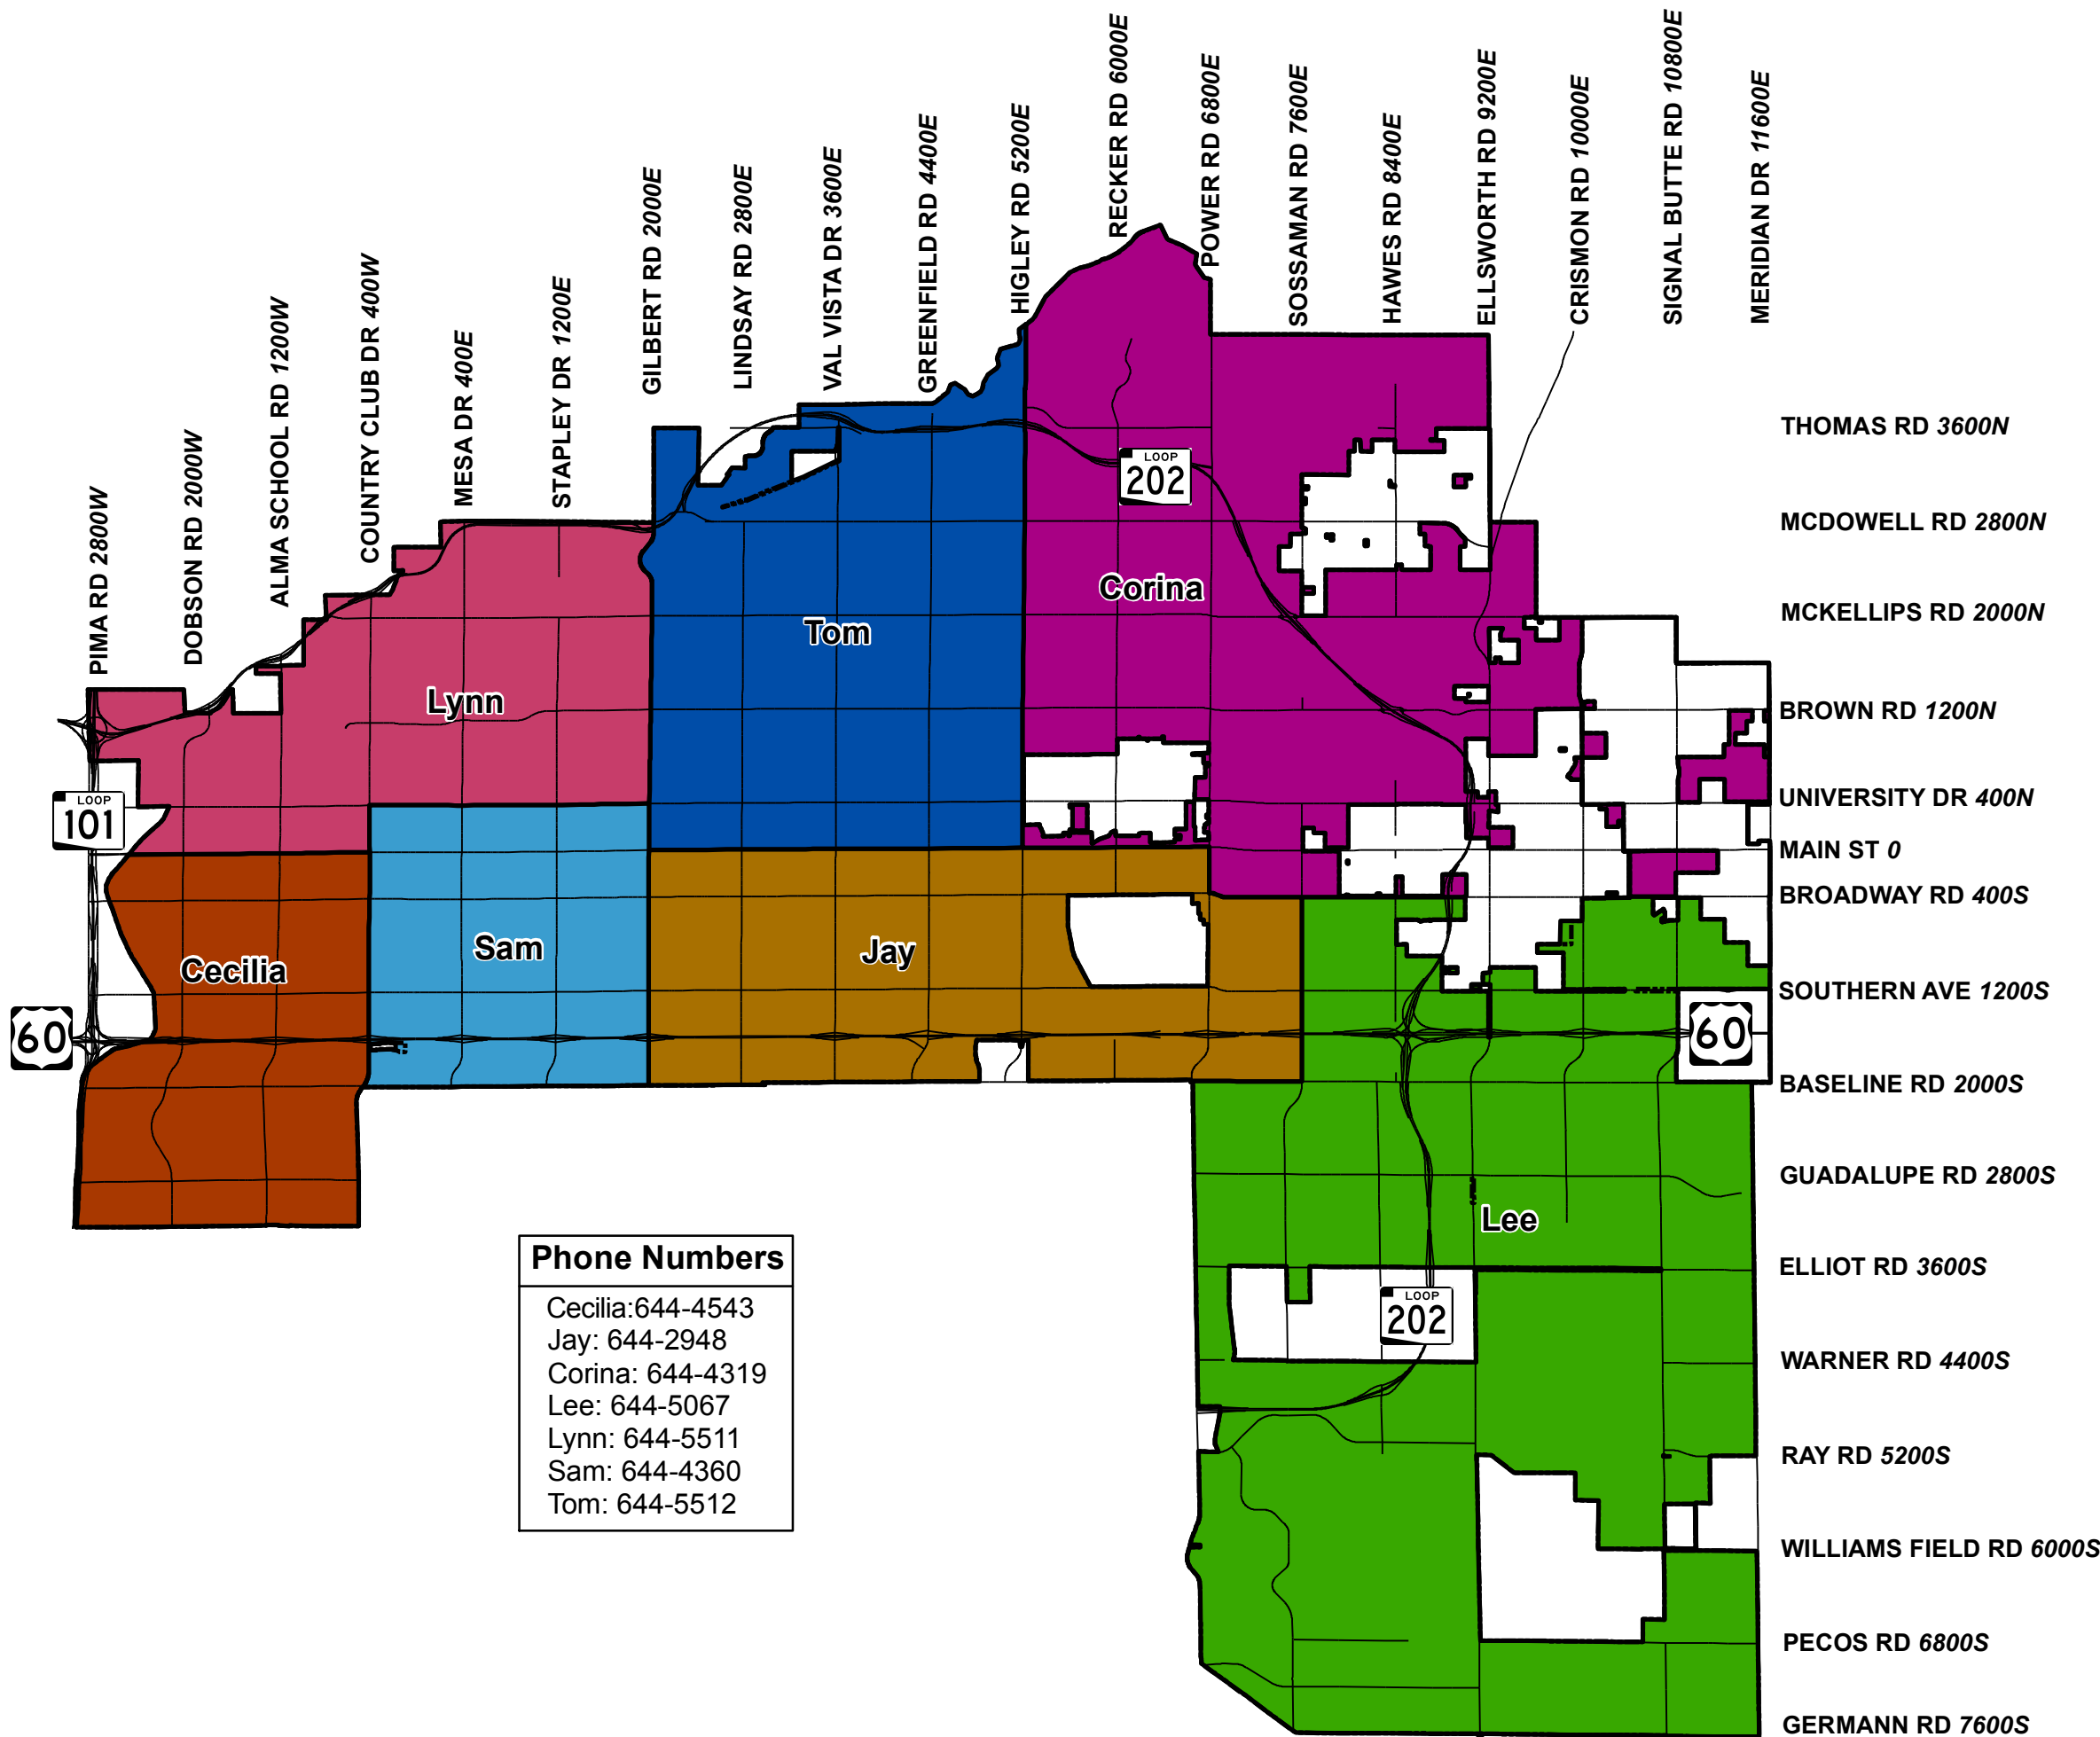 PIMA RD 2800W
DOBSON RD 2000W
ALMA SCHOOL RD 1200W
COUNTRY CLUB DR 400W
MESA DR 400E
STAPLEY DR 1200E
GILBERT RD 2000E
LINDSAY RD 2800E
VAL VISTA DR 3600E
GREENFIELD RD 4400E
HIGLEY RD 5200E
RECKER RD 6000E
POWER RD 6800E
SOSSAMAN RD 7600E
HAWES RD 8400E
ELLSWORTH RD 9200E
CRISMON RD 10000E
SIGNAL BUTTE RD 10800E
MERIDIAN DR 11600E
THOMAS RD 3600N
MCDOWELL RD 2800N
MCKELLIPS RD 2000N
BROWN RD 1200N
UNIVERSITY DR 400N
MAIN ST 0
BROADWAY RD 400S
SOUTHERN AVE 1200S
BASELINE RD 2000S
GUADALUPE RD 2800S
ELLIOT RD 3600S
WARNER RD 4400S
RAY RD 5200S
WILLIAMS FIELD RD 6000S
PECOS RD 6800S
GERMANN RD 7600S
LOOP
202
Corina
Tom
Lynn
LOOP
101
Sam
Jay
Cecilia
60
60
Lee
LOOP
202
Phone Numbers
Cecilia:644-4543
Jay: 644-2948
Corina: 644-4319
Lee: 644-5067
Lynn: 644-5511
Sam: 644-4360
Tom: 644-5512